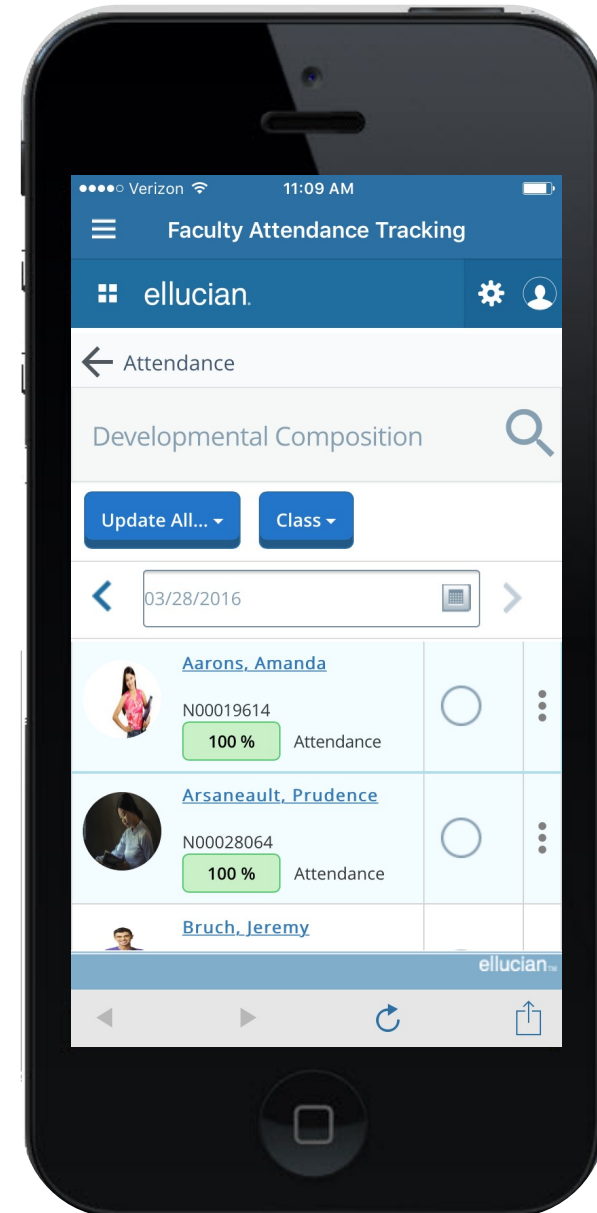 Verizon 11:09 AM
Faculty Attendance Tracking
ellucian.
Attendance
Developmental Composition
Update All... Class
03/28/2016
Aarons, Amanda
N00019614
100 % Attendance
Arsaneault, Prudence
N00028064
100 % Attendance
Bruch, Jeremy
ellucian™